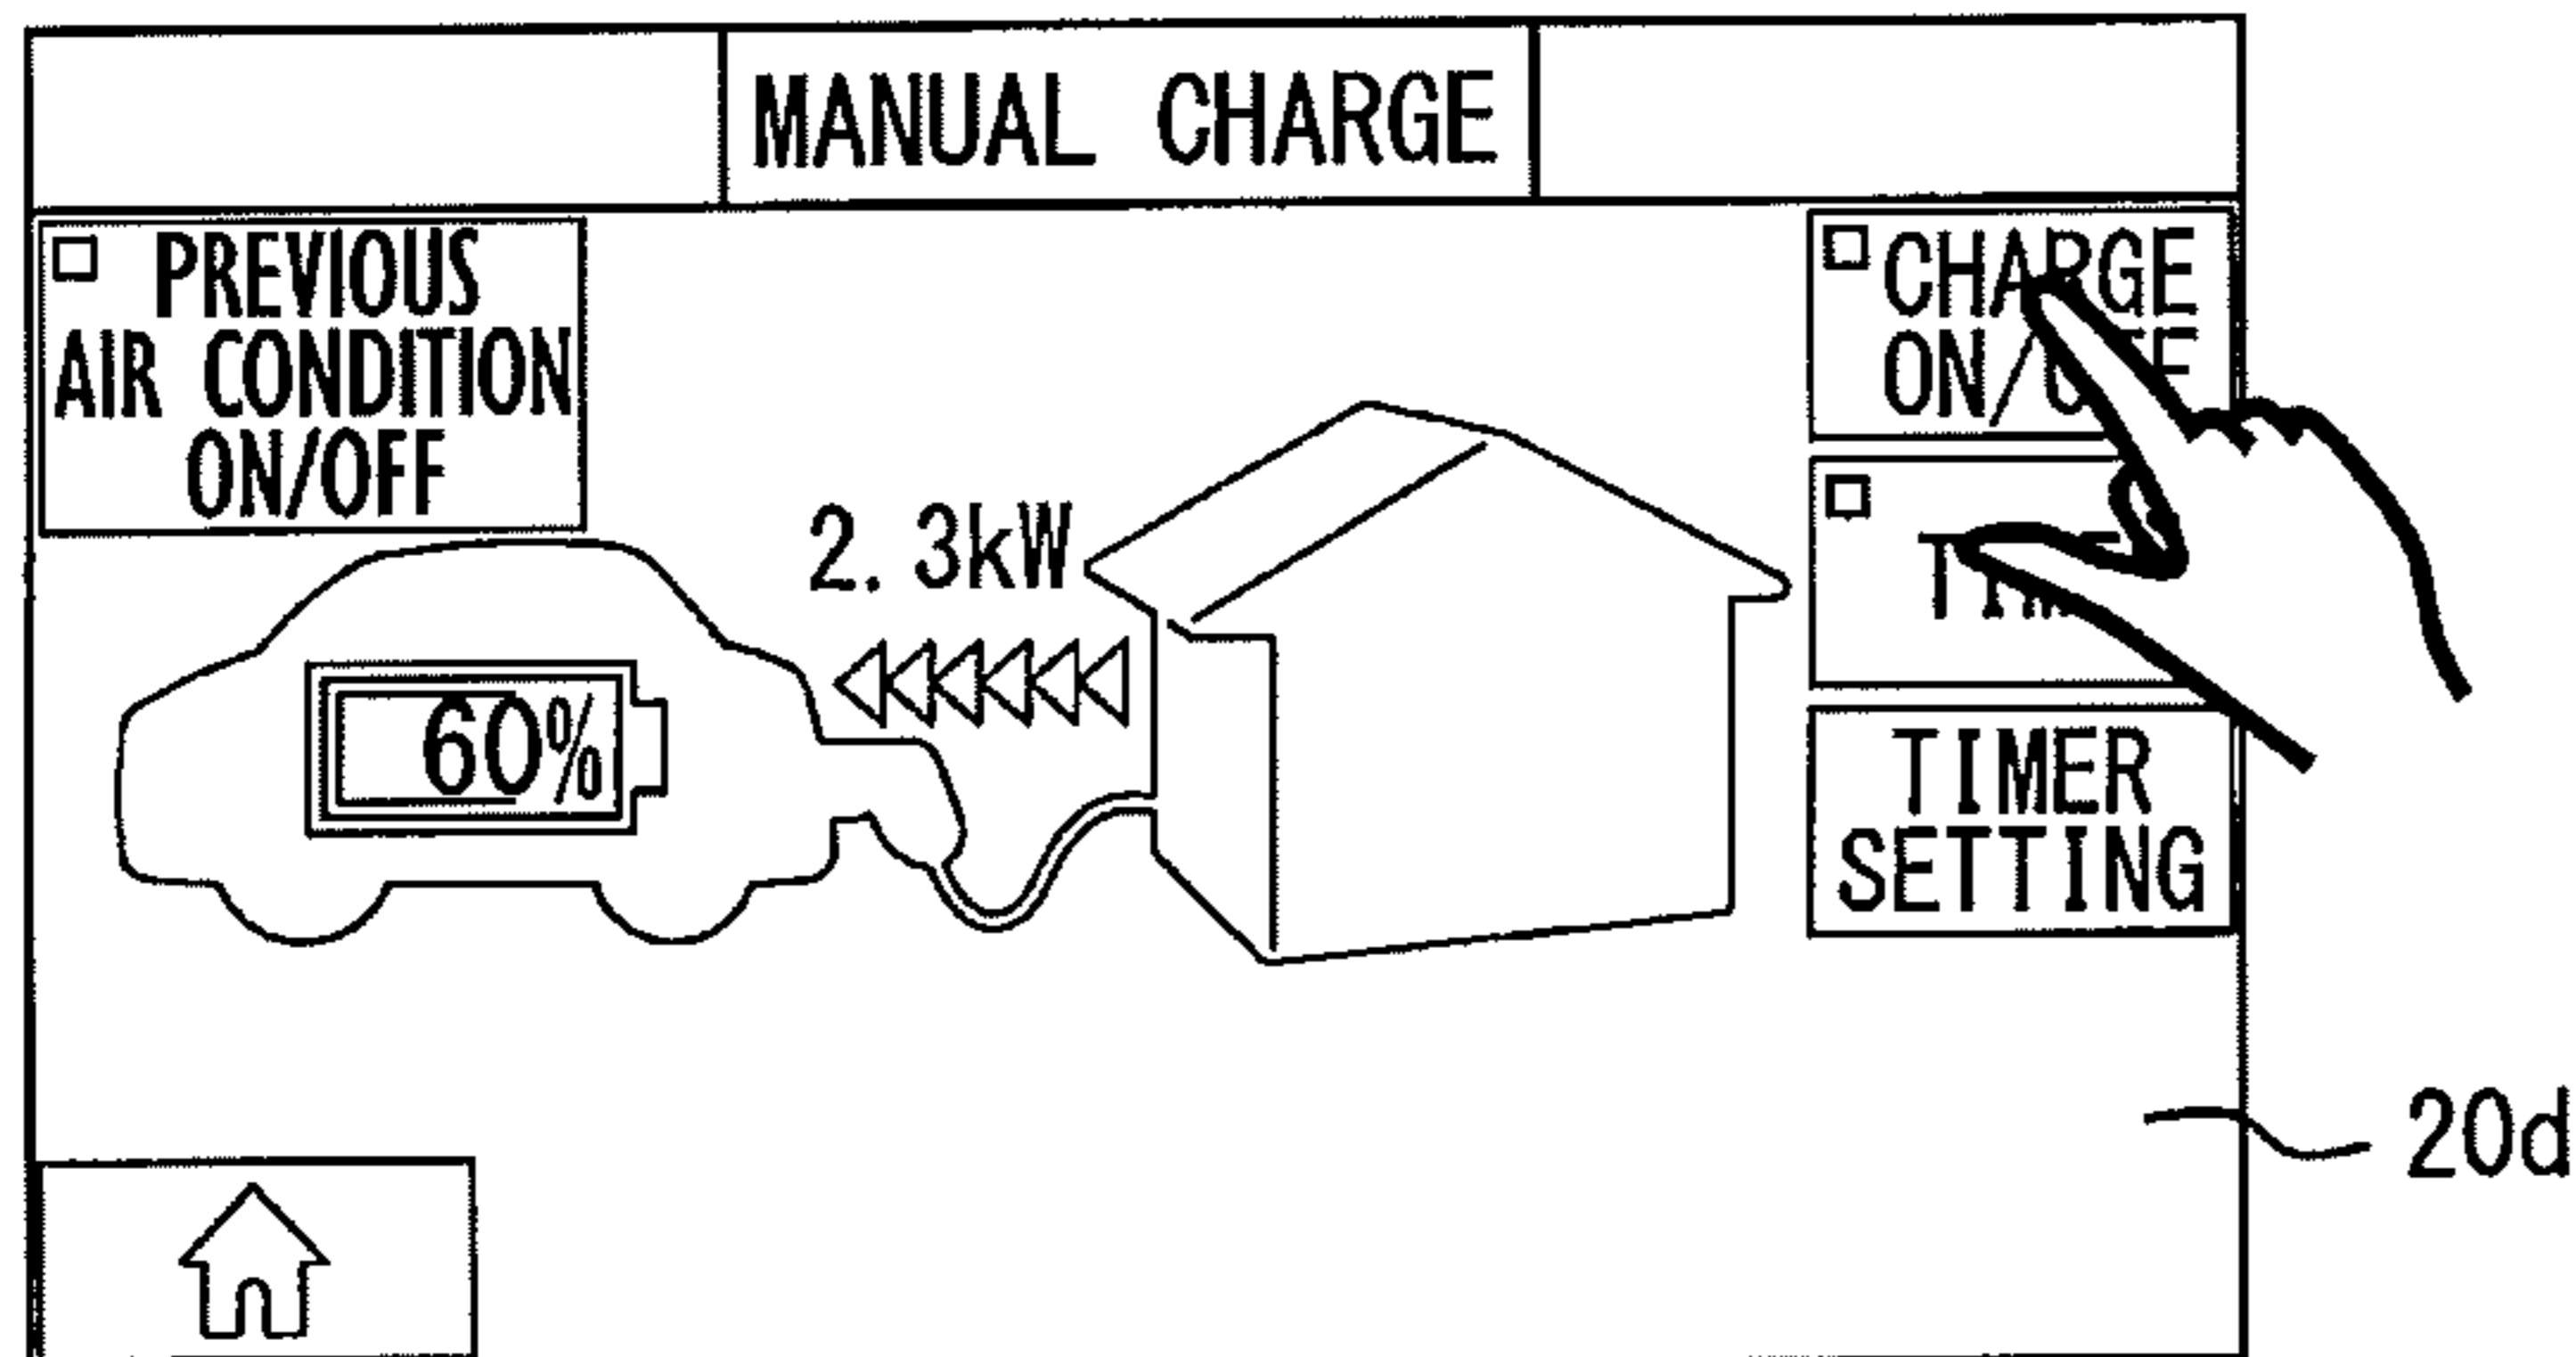 MANUAL CHARGE
PREVIOUS
AIR CONDITION
ON/OFF
CHARGE
2.3kW
60%
TIMER
SETTING
20d